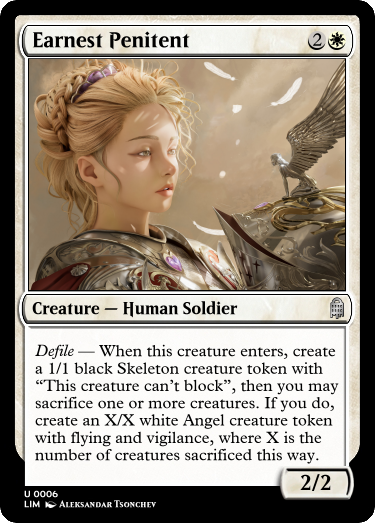 Earnest Penitent 2
Creature — Human Soldier
Defile — When this creature enters, create
a 1/1 black Skeleton creature token with
“This creature can’t block”, then you may
sacrifice one or more creatures. If you do,
create an X/X white Angel creature token
with flying and vigilance, where X is the
number of creatures sacrificed this way.
2/2
U 0006
LIM Aleksandar Tsonchev